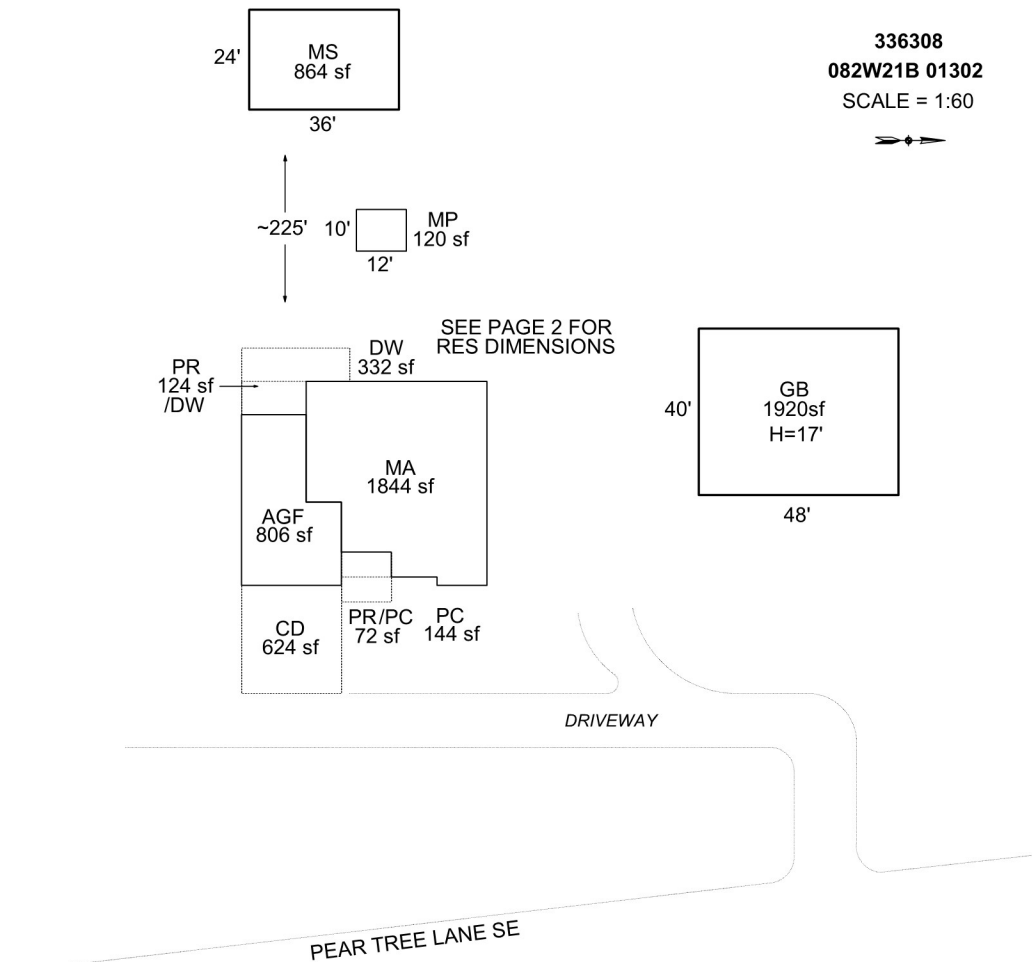 336308
082W21B 01302
SCALE = 1:60
24'
MS
864 sf
36'
~225'
10'
MP
120 sf
12'
SEE PAGE 2 FOR
RES DIMENSIONS
DW
332 sf
PR
124 sf
/DW
MA
1844 sf
AGF
806 sf
40'
GB
1920sf
H=17'
48'
PR/PC
72 sf
PC
144 sf
CD
624 sf
DRIVEWAY
PEAR TREE LANE SE